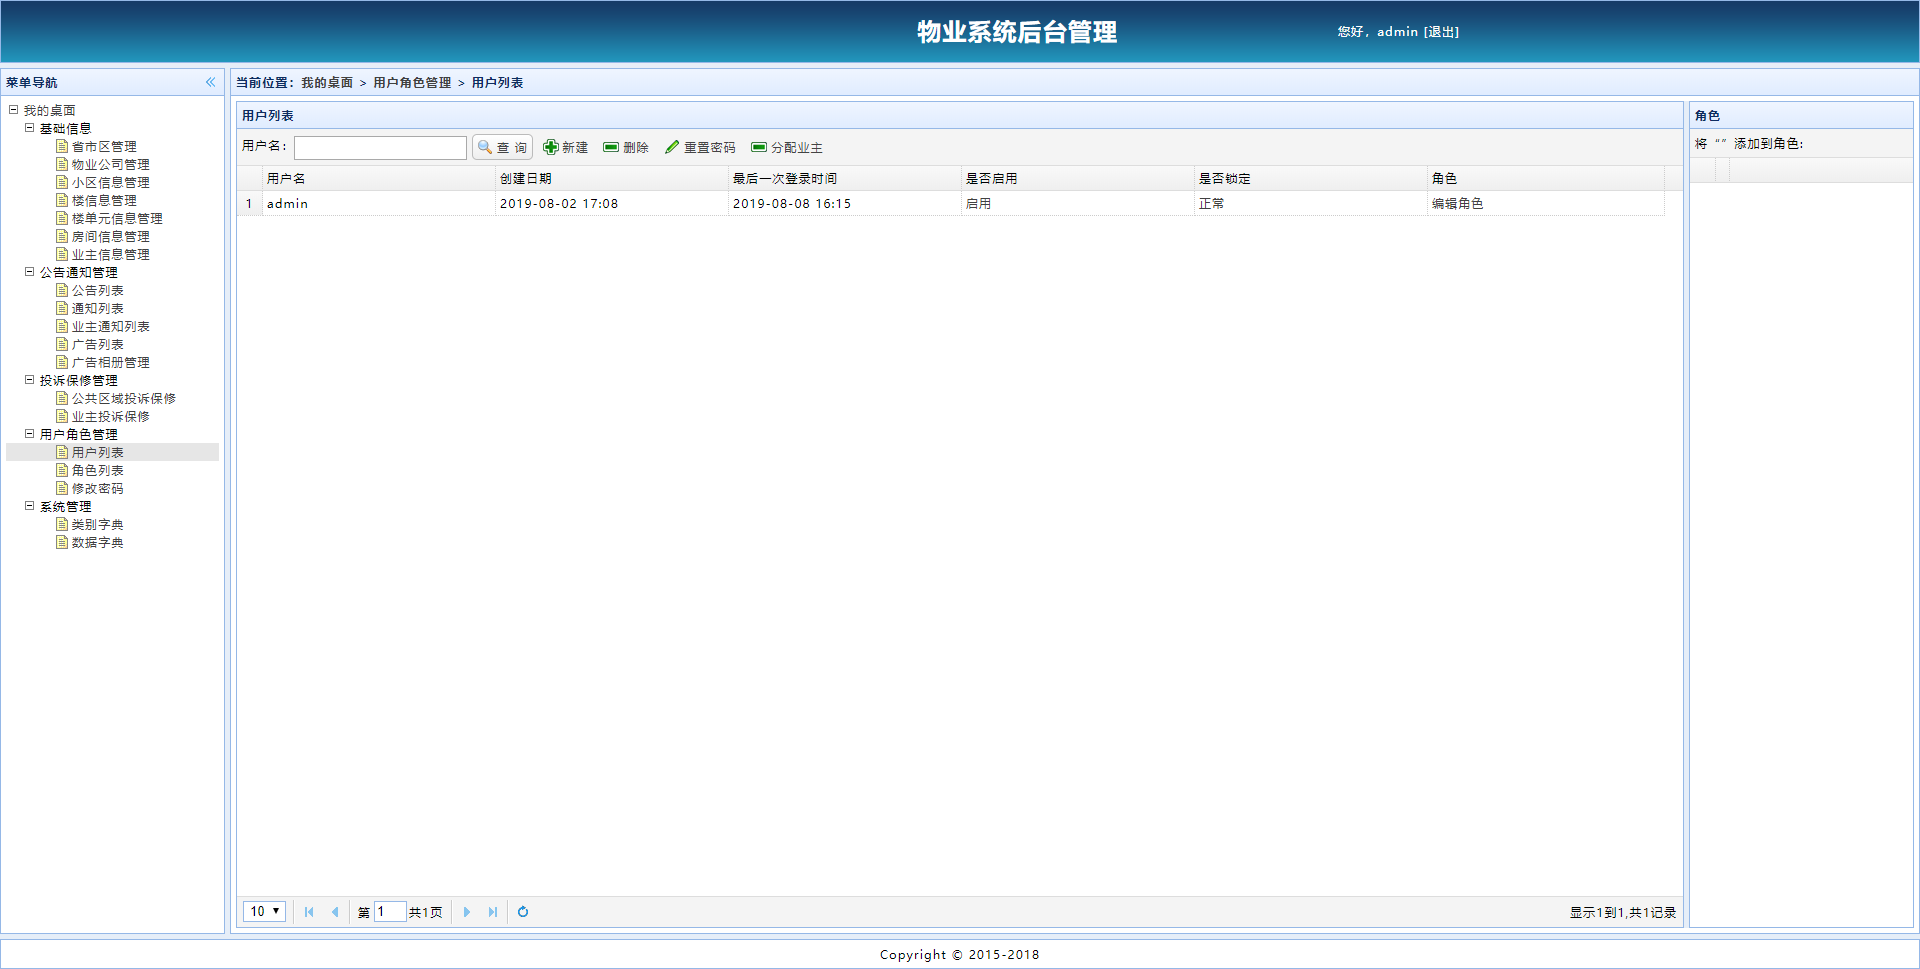 物业系统后台管理
您好，admin [退出]
菜单导航
我的桌面
基础信息
省市区管理
物业公司管理
小区信息管理
楼信息管理
楼单元信息管理
房间信息管理
业主信息管理
公告通知管理
公告列表
通知列表
业主通知列表
广告列表
广告相册管理
投诉保修管理
公共区域投诉保修
业主投诉保修
用户角色管理
用户列表
角色列表
修改密码
系统管理
类别字典
数据字典
当前位置：我的桌面 > 用户角色管理 > 用户列表
用户列表
用户名： 查 询 新建 删除 重置密码 分配业主
用户名 创建日期 最后一次登录时间 是否启用 是否锁定 角色
1 admin 2019-08-02 17:08 2019-08-08 16:15 启用 正常 编辑角色
10 第 1 共1页 显示1到1,共1记录
角色
将 “” 添加到角色:
Copyright © 2015-2018